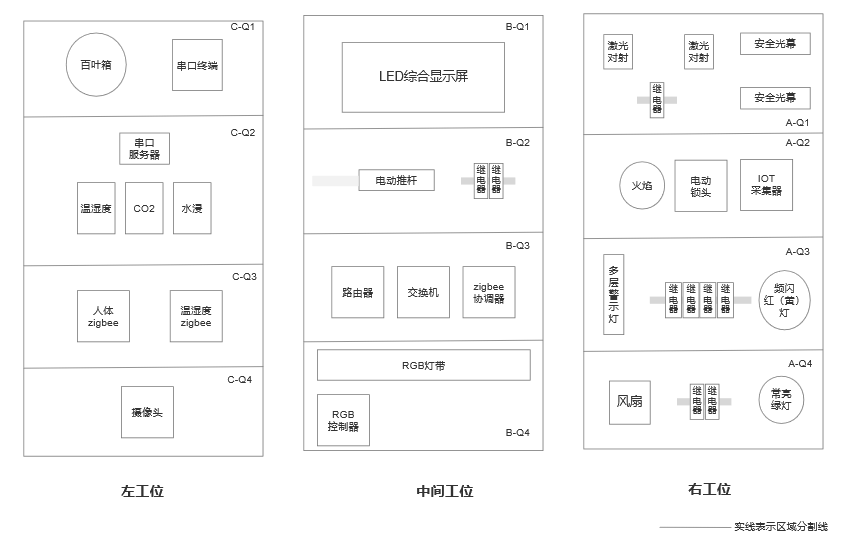 C-Q1
百叶箱
串口终端
C-Q2
串口
服务器
温湿度
CO2
水浸
C-Q3
人体
zigbee
温湿度
zigbee
C-Q4
摄像头
左工位
B-Q1
LED综合显示屏
B-Q2
电动推杆
继电器
继电器
B-Q3
路由器
交换机
zigbee
协调器
RGB灯带
RGB
控制器
B-Q4
中间工位
激光
对射
激光
对射
安全光幕
继电器
安全光幕
A-Q1
A-Q2
火焰
电动
锁头
IOT
采集器
A-Q3
多层警示灯
继电器
继电器
继电器
继电器
频闪
红（黄）
灯
A-Q4
风扇
继电器
继电器
常亮
绿灯
右工位
实线表示区域分割线